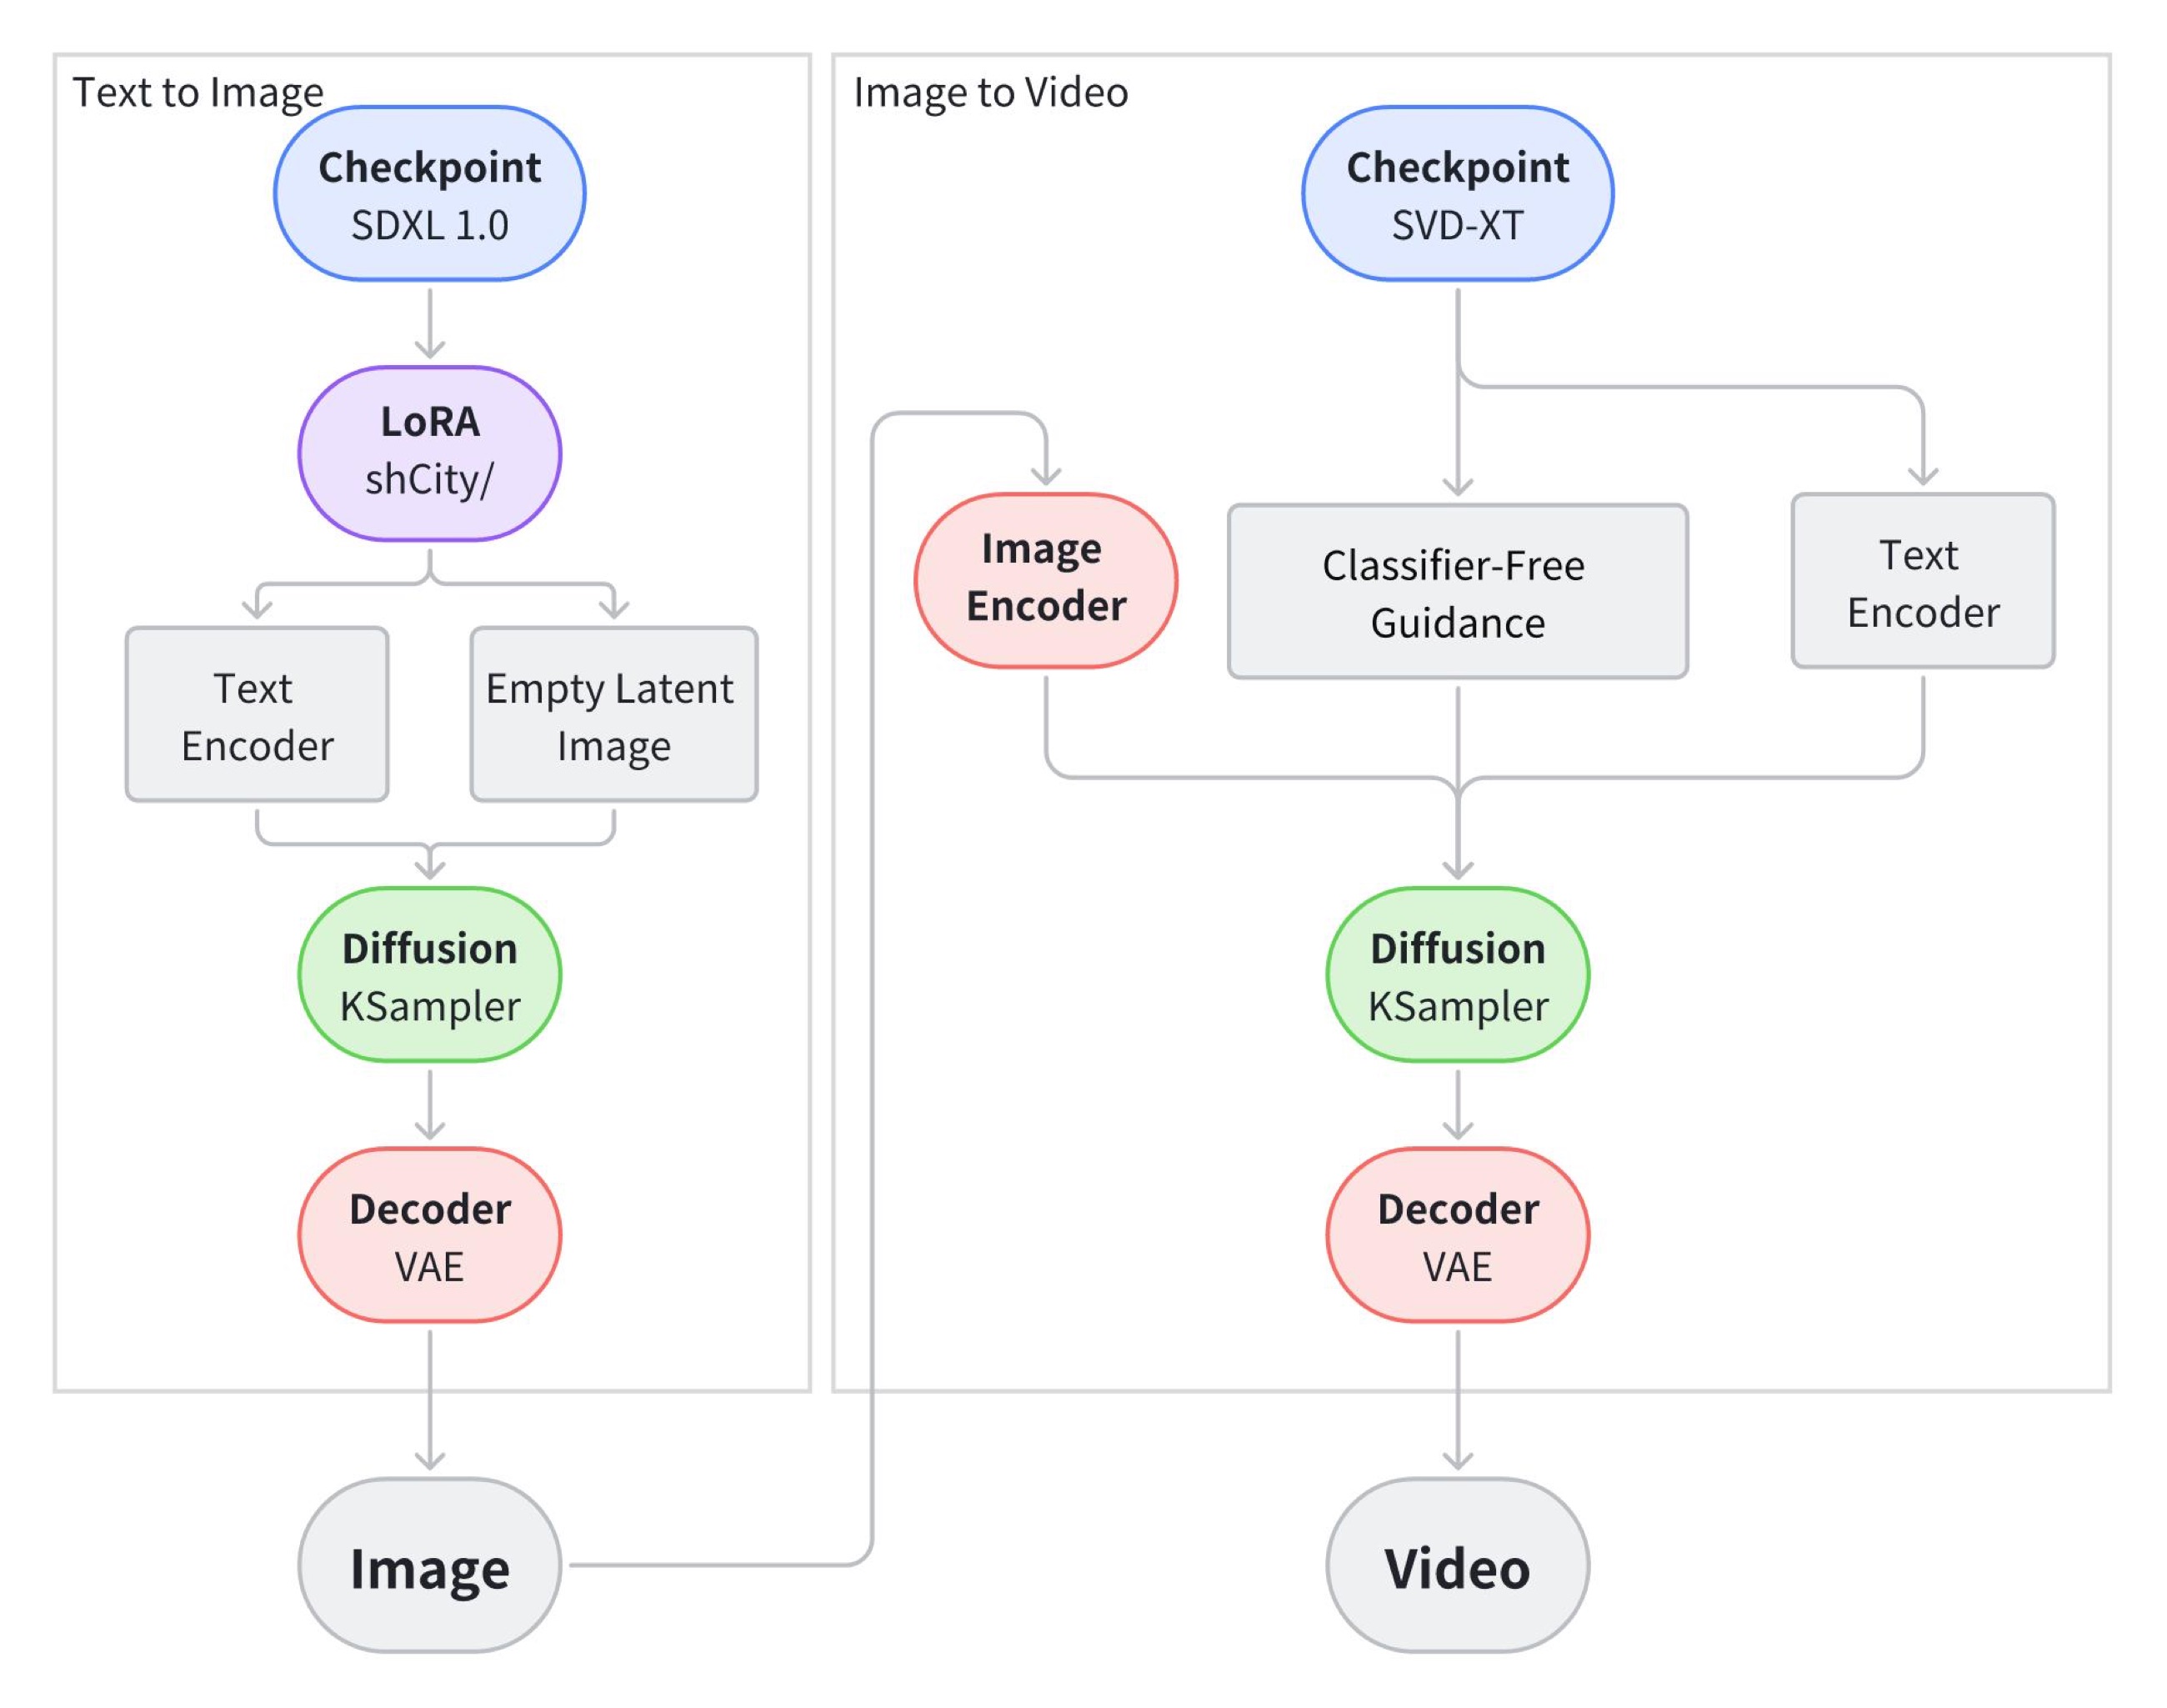 Text to Image
Checkpoint
SDXL 1.0
LoRA
shCity/
Text
Encoder
Empty Latent
Image
Diffusion
KSampler
Decoder
VAE
Image
Image to Video
Checkpoint
SVD-XT
Image
Encoder
Classifier-Free
Guidance
Text
Encoder
Diffusion
KSampler
Decoder
VAE
Video